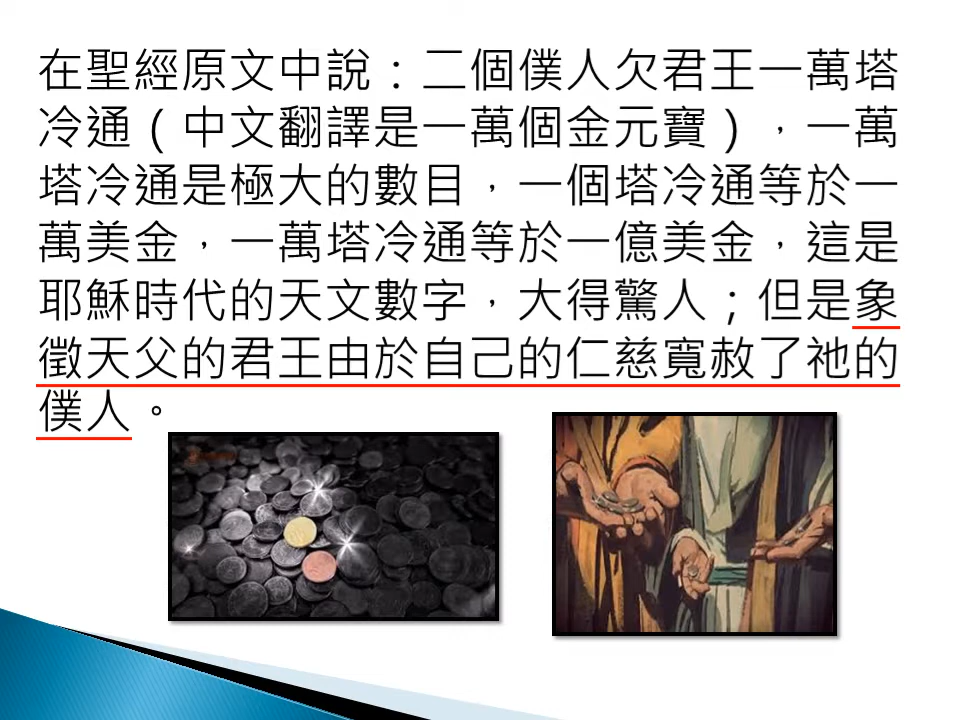 在聖經原文中說：二個僕人欠君王一萬塔
冷通（中文翻譯是一萬個金元寶），一萬
塔冷通是極大的數目，一個塔冷通等於一
萬美金，一萬塔冷通等於一億美金，這是
耶穌時代的天文數字，大得驚人；但是象
徵天父的君王由於自己的仁慈寬赦了祂的
僕人。